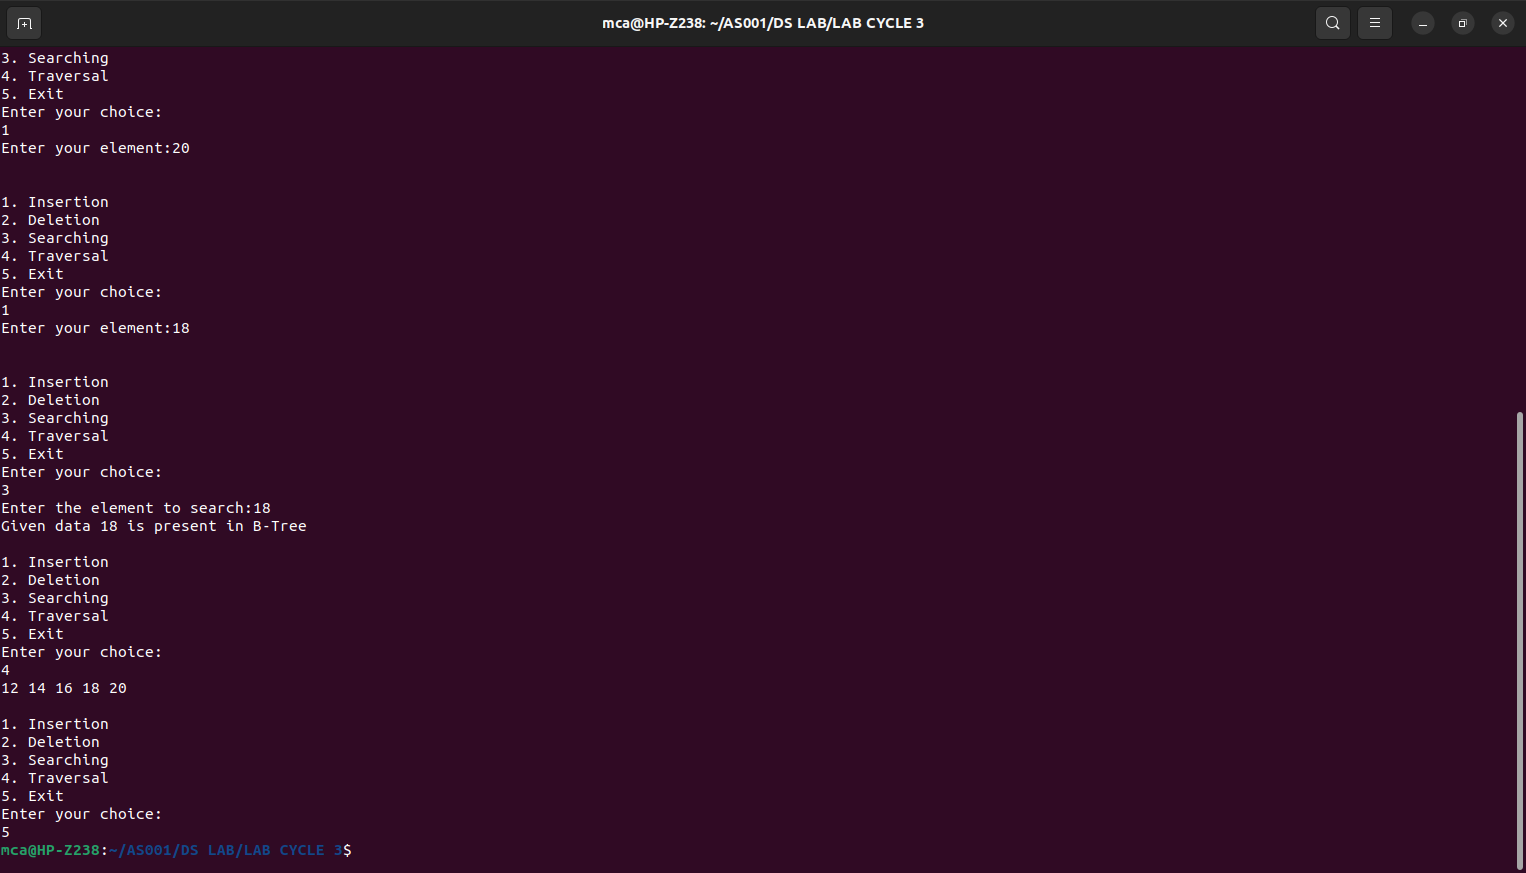 mca@HP-Z238: ~/AS001/DS LAB/LAB CYCLE 3
3. Searching
4. Traversal
5. Exit
Enter your choice:
1
Enter your element:20
1. Insertion
2. Deletion
3. Searching
4. Traversal
5. Exit
Enter your choice:
1
Enter your element:18
1. Insertion
2. Deletion
3. Searching
4. Traversal
5. Exit
Enter your choice:
3
Enter the element to search:18
Given data 18 is present in B-Tree
1. Insertion
2. Deletion
3. Searching
4. Traversal
5. Exit
Enter your choice:
4
12 14 16 18 20
1. Insertion
2. Deletion
3. Searching
4. Traversal
5. Exit
Enter your choice:
5
mca@HP-Z238:~/AS001/DS LAB/LAB CYCLE 3$